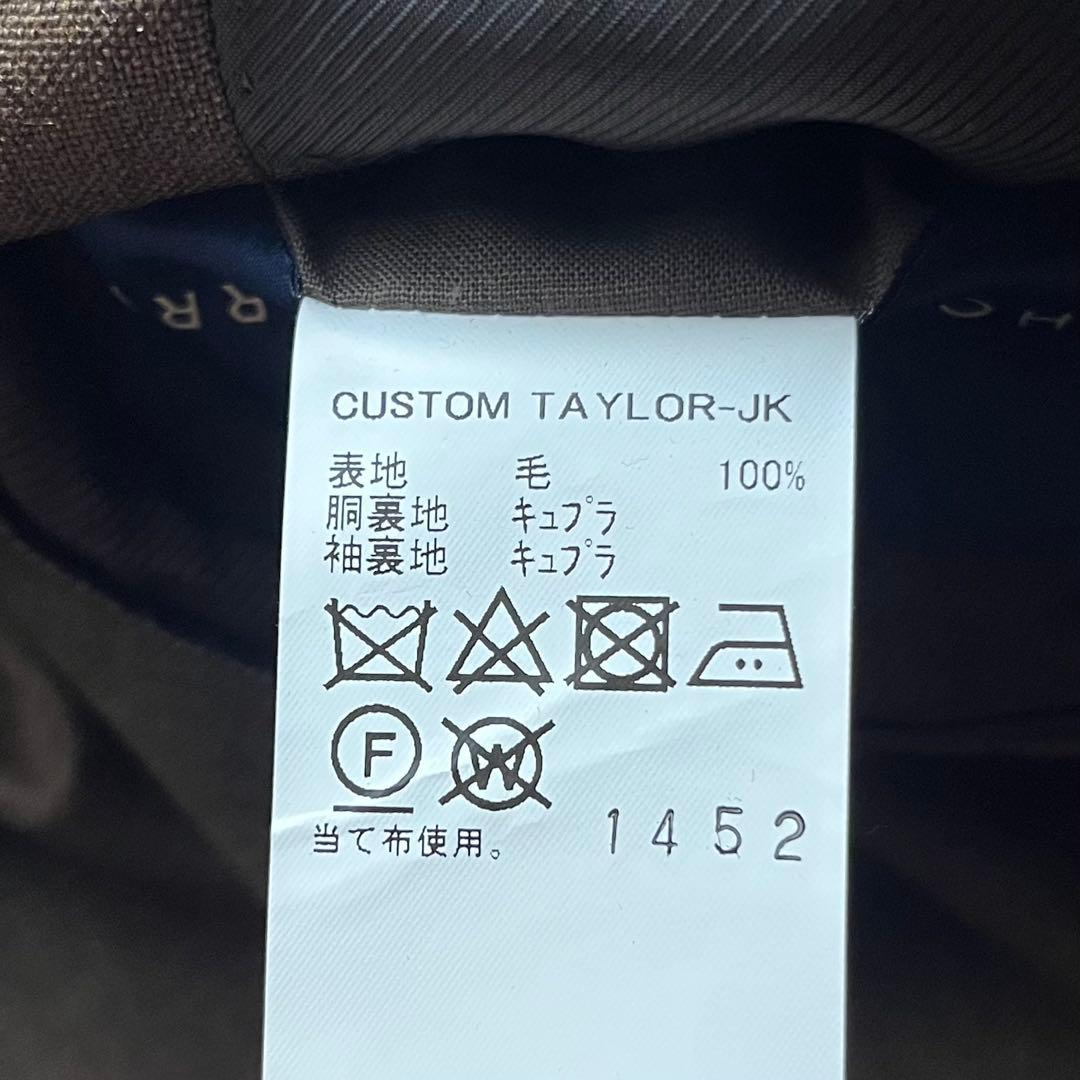 CUSTOM TAYLOR-JK
表地 毛 100%
胴裏地 キュプラ
袖裏地 キュプラ
F
W
当て布使用。 1452